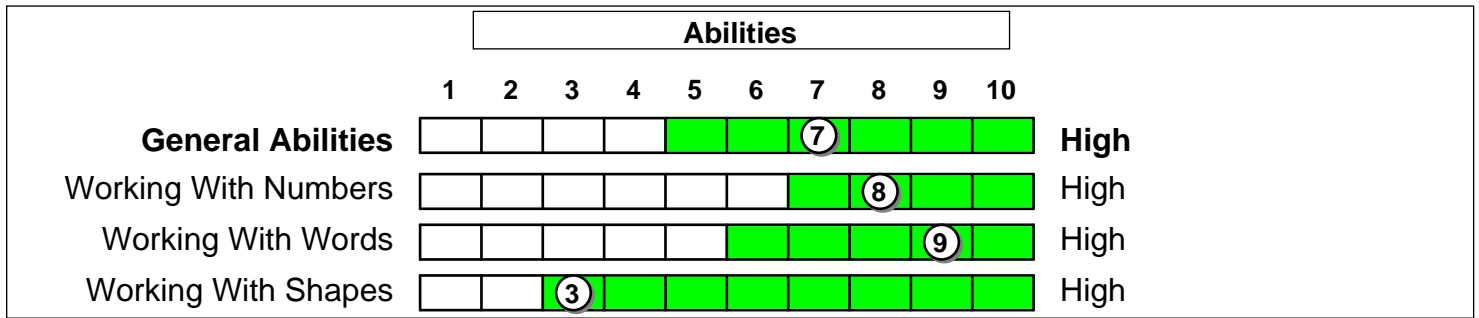 Abilities
1 2 3 4 5 6 7 8 9 10
General Abilities 7 High
Working With Numbers 8 High
Working With Words 9 High
Working With Shapes 3 High